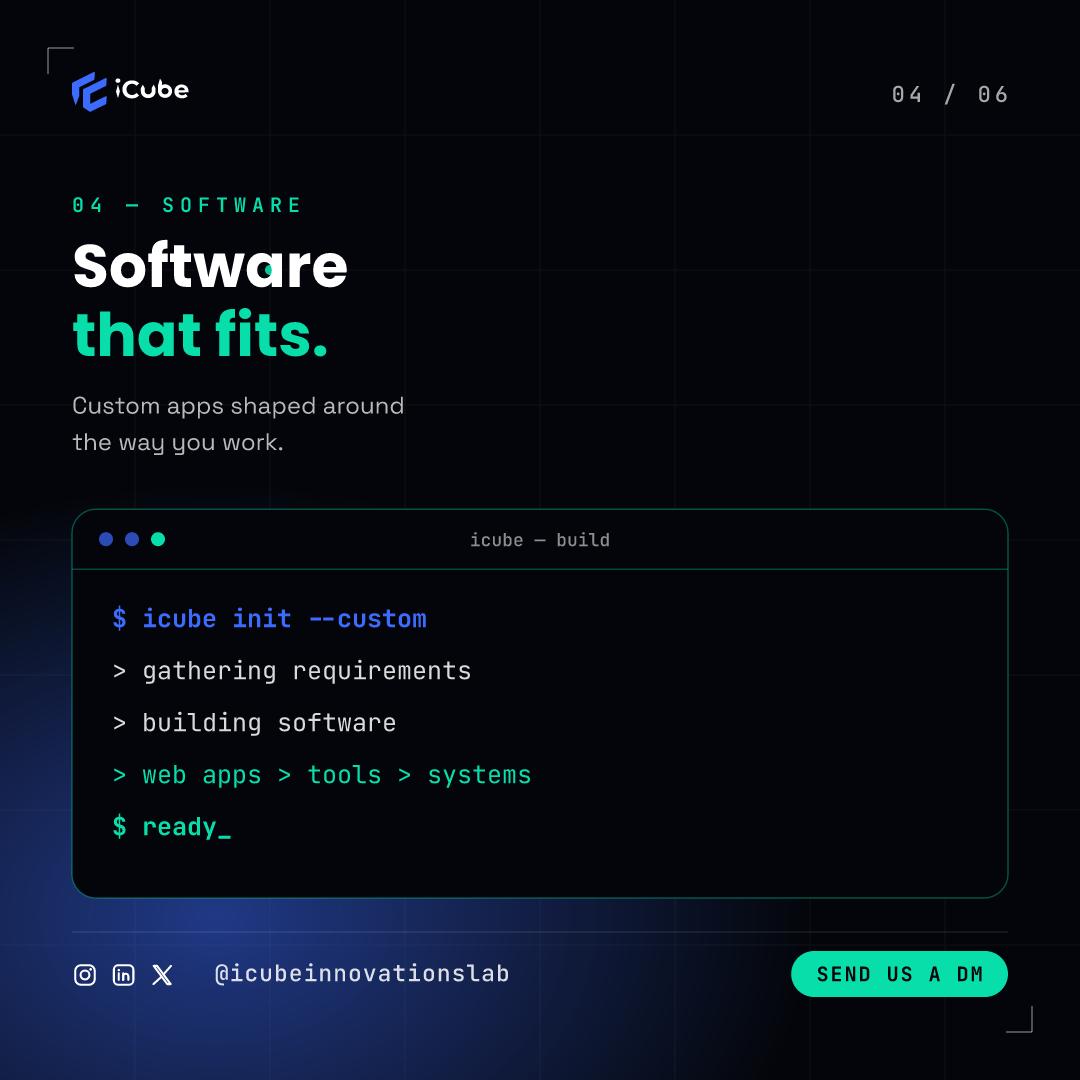 iCube
04 / 06
04 — SOFTWARE
Software
that fits.
Custom apps shaped around
the way you work.
icube — build
$ icube init --custom
> gathering requirements
> building software
> web apps > tools > systems
$ ready_
@icubeinnovationslab
SEND US A DM